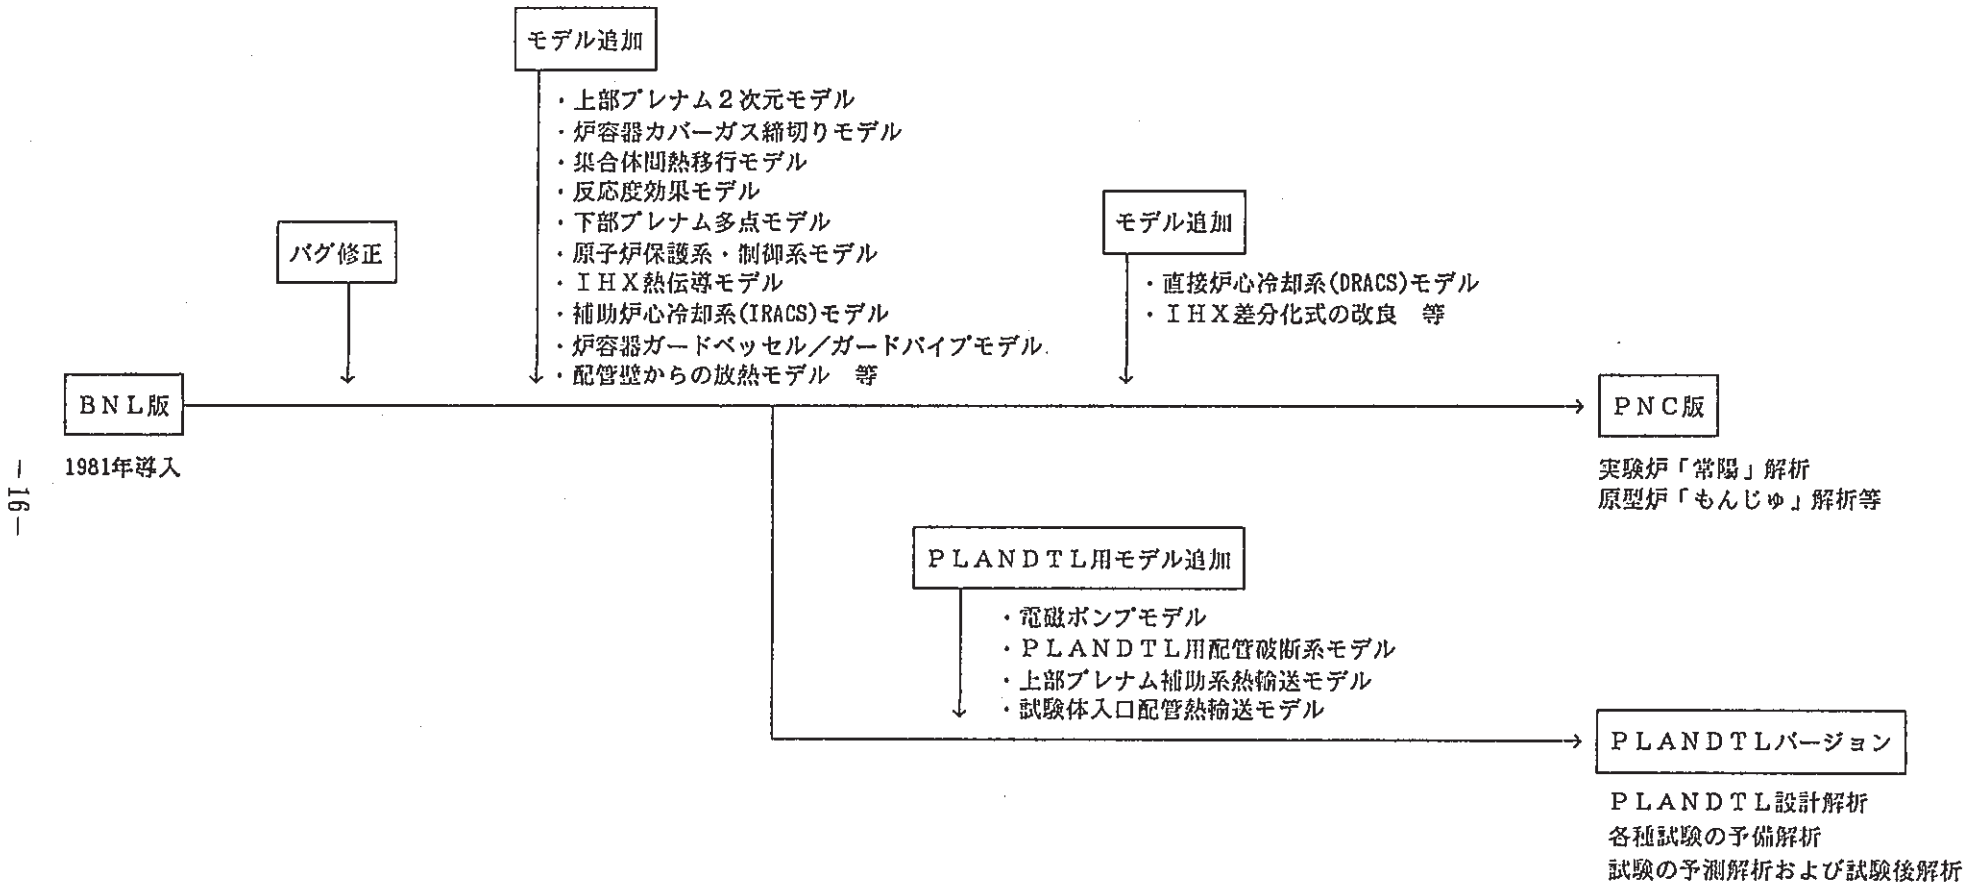 モデル追加
・上部プレナム2次元モデル
・炉容器カバーガス締切りモデル
・集合体間熱移行モデル
・反応度効果モデル
・下部プレナム多点モデル
・原子炉保護系・制御系モデル
・IHX熱伝導モデル
・補助炉心冷却系(IRACS)モデル
・炉容器ガードベッセル/ガードパイプモデル
・配管壁からの放熱モデル 等
バグ修正
モデル追加
・直接炉心冷却系(DRACS)モデル
・IHX差分化式の改良 等
BNL版
1981年導入
PNC版
実験炉「常陽」解析
原型炉「もんじゅ」解析等
PLANDTL用モデル追加
・電磁ポンプモデル
・PLANDTL用配管破断系モデル
・上部プレナム補助系熱輸送モデル
・試験体入口配管熱輸送モデル
PLANDTLバージョン
PLANDTL設計解析
各種試験の予備解析
試験の予測解析および試験後解析
-16-